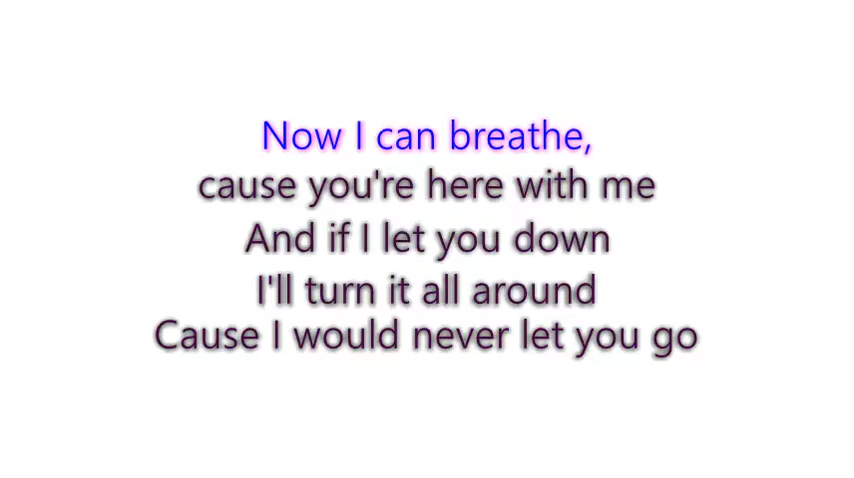 Now I can breathe,
cause you're here with me
And if I let you down
I'll turn it all around
Cause I would never let you go